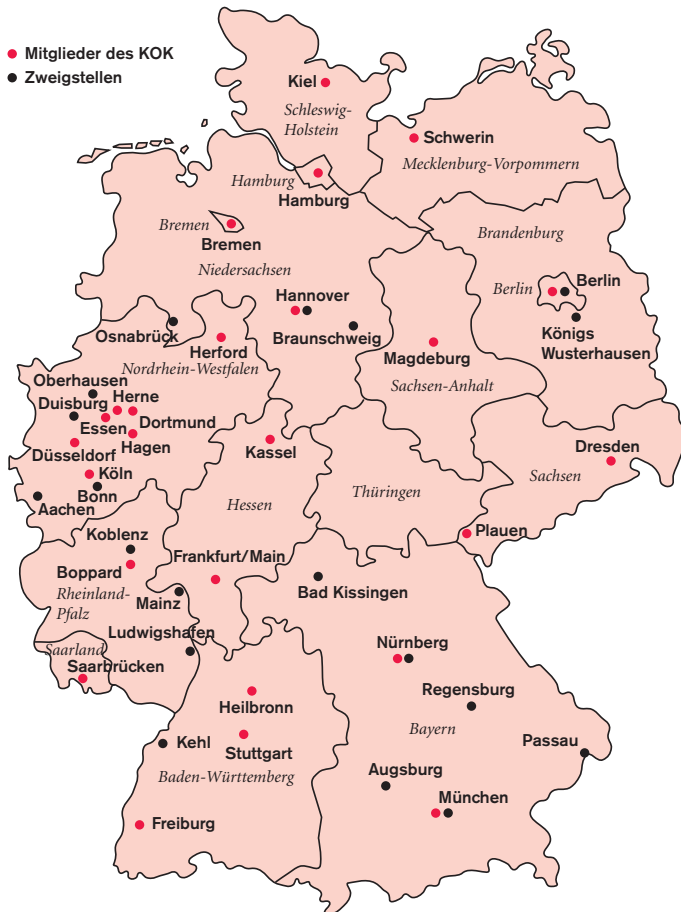 Mitglieder des KOK
Zweigstellen
Kiel
Schleswig-
Holstein
Schwerin
Mecklenburg-Vorpommern
Hamburg
Hamburg
Bremen
Bremen
Niedersachsen
Brandenburg
Berlin
Berlin
Königs
Wusterhausen
Hannover
Braunschweig
Osnabrück
Herford
Nordrhein-Westfalen
Magdeburg
Sachsen-Anhalt
Oberhausen
Duisburg
Herne
Essen
Dortmund
Hagen
Düsseldorf
Köln
Bonn
Aachen
Kassel
Hessen
Thüringen
Dresden
Sachsen
Plauen
Koblenz
Boppard
Rheinland-
Pfalz
Frankfurt/Main
Mainz
Bad Kissingen
Ludwigshafen
Saarland
Saarbrücken
Nürnberg
Regensburg
Bayern
Passau
Heilbronn
Kehl
Stuttgart
Baden-Württemberg
Augsburg
München
Freiburg